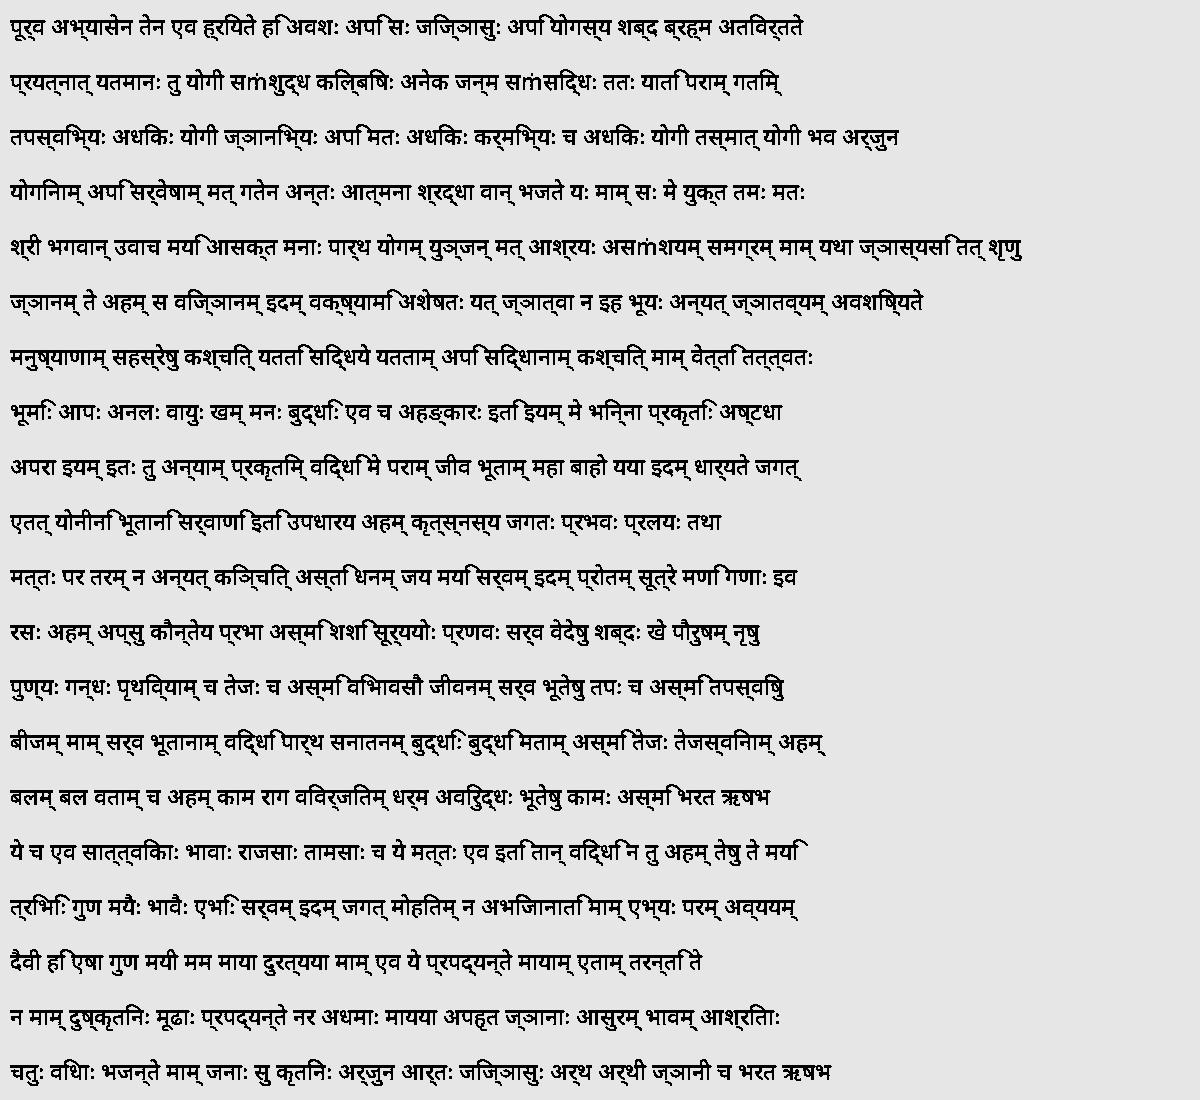 पूर्व अभ्यासेन तेन एव ह्रियते हि अवशः अपि सः जिज्ञासुः अपि योगस्य शब्द ब्रह्म अतिवर्तते
प्रयत्नात् यतमानः तु योगी सṁशुद्ध किल्बिषः अनेक जन्म सṁसिद्धः ततः याति पराम् गतिम्
तपस्विभ्यः अधिकः योगी ज्ञानिभ्यः अपि मतः अधिकः कर्मिभ्यः च अधिकः योगी तस्मात् योगी भव अर्जुन
योगिनाम् अपि सर्वेषाम् मत् गतेन अन्तः आत्मना श्रद्धा वान् भजते यः माम् सः मे युक्त तमः मतः
श्री भगवान् उवाच मयि आसक्त मनाः पार्थ योगम् युञ्जन् मत् आश्रयः असṁशयम् समग्रम् माम् यथा ज्ञास्यसि तत् शृणु
ज्ञानम् ते अहम् स विज्ञानम् इदम् वक्ष्यामि अशेषतः यत् ज्ञात्वा न इह भूयः अन्यत् ज्ञातव्यम् अवशिष्यते
मनुष्याणाम् सहस्रेषु कश्चित् यतति सिद्धये यतताम् अपि सिद्धानाम् कश्चित् माम् वेत्ति तत्त्वतः
भूमिः आपः अनलः वायुः खम् मनः बुद्धिः एव च अहङ्कारः इति इयम् मे भिन्ना प्रकृतिः अष्टधा
अपरा इयम् इतः तु अन्याम् प्रकृतिम् विद्धि मे पराम् जीव भूताम् महा बाहो यया इदम् धार्यते जगत्
एतत् योनीनि भूतानि सर्वाणि इति उपधारय अहम् कृत्स्नस्य जगतः प्रभवः प्रलयः तथा
मत्तः पर तरम् न अन्यत् किञ्चित् अस्ति धनम् जय मयि सर्वम् इदम् प्रोतम् सूत्रे मणि गणाः इव
रसः अहम् अप्सु कौन्तेय प्रभा अस्मि शशि सूर्ययोः प्रणवः सर्व वेदेषु शब्दः खे पौरुषम् नृषु
पुण्यः गन्धः पृथिव्याम् च तेजः च अस्मि विभावसौ जीवनम् सर्व भूतेषु तपः च अस्मि तपस्विषु
बीजम् माम् सर्व भूतानाम् विद्धि पार्थ सनातनम् बुद्धिः बुद्धि मताम् अस्मि तेजः तेजस्विनाम् अहम्
बलम् बल वताम् च अहम् काम राग विवर्जितम् धर्म अविरुद्धः भूतेषु कामः अस्मि भरत ऋषभ
ये च एव सात्त्विकाः भावाः राजसाः तामसाः च ये मत्तः एव इति तान् विद्धि न तु अहम् तेषु ते मयि
त्रिभिः गुण मयैः भावैः एभिः सर्वम् इदम् जगत् मोहितम् न अभिजानाति माम् एभ्यः परम् अव्ययम्
दैवी हि एषा गुण मयी मम माया दुरत्यया माम् एव ये प्रपद्यन्ते मायाम् एताम् तरन्ति ते
न माम् दुष्कृतिनः मूढाः प्रपद्यन्ते नर अधमाः मायया अपहृत ज्ञानाः आसुरम् भावम् आश्रिताः
चतुः विधाः भजन्ते माम् जनाः सु कृतिनः अर्जुन आर्तः जिज्ञासुः अर्थ अर्थी ज्ञानी च भरत ऋषभ